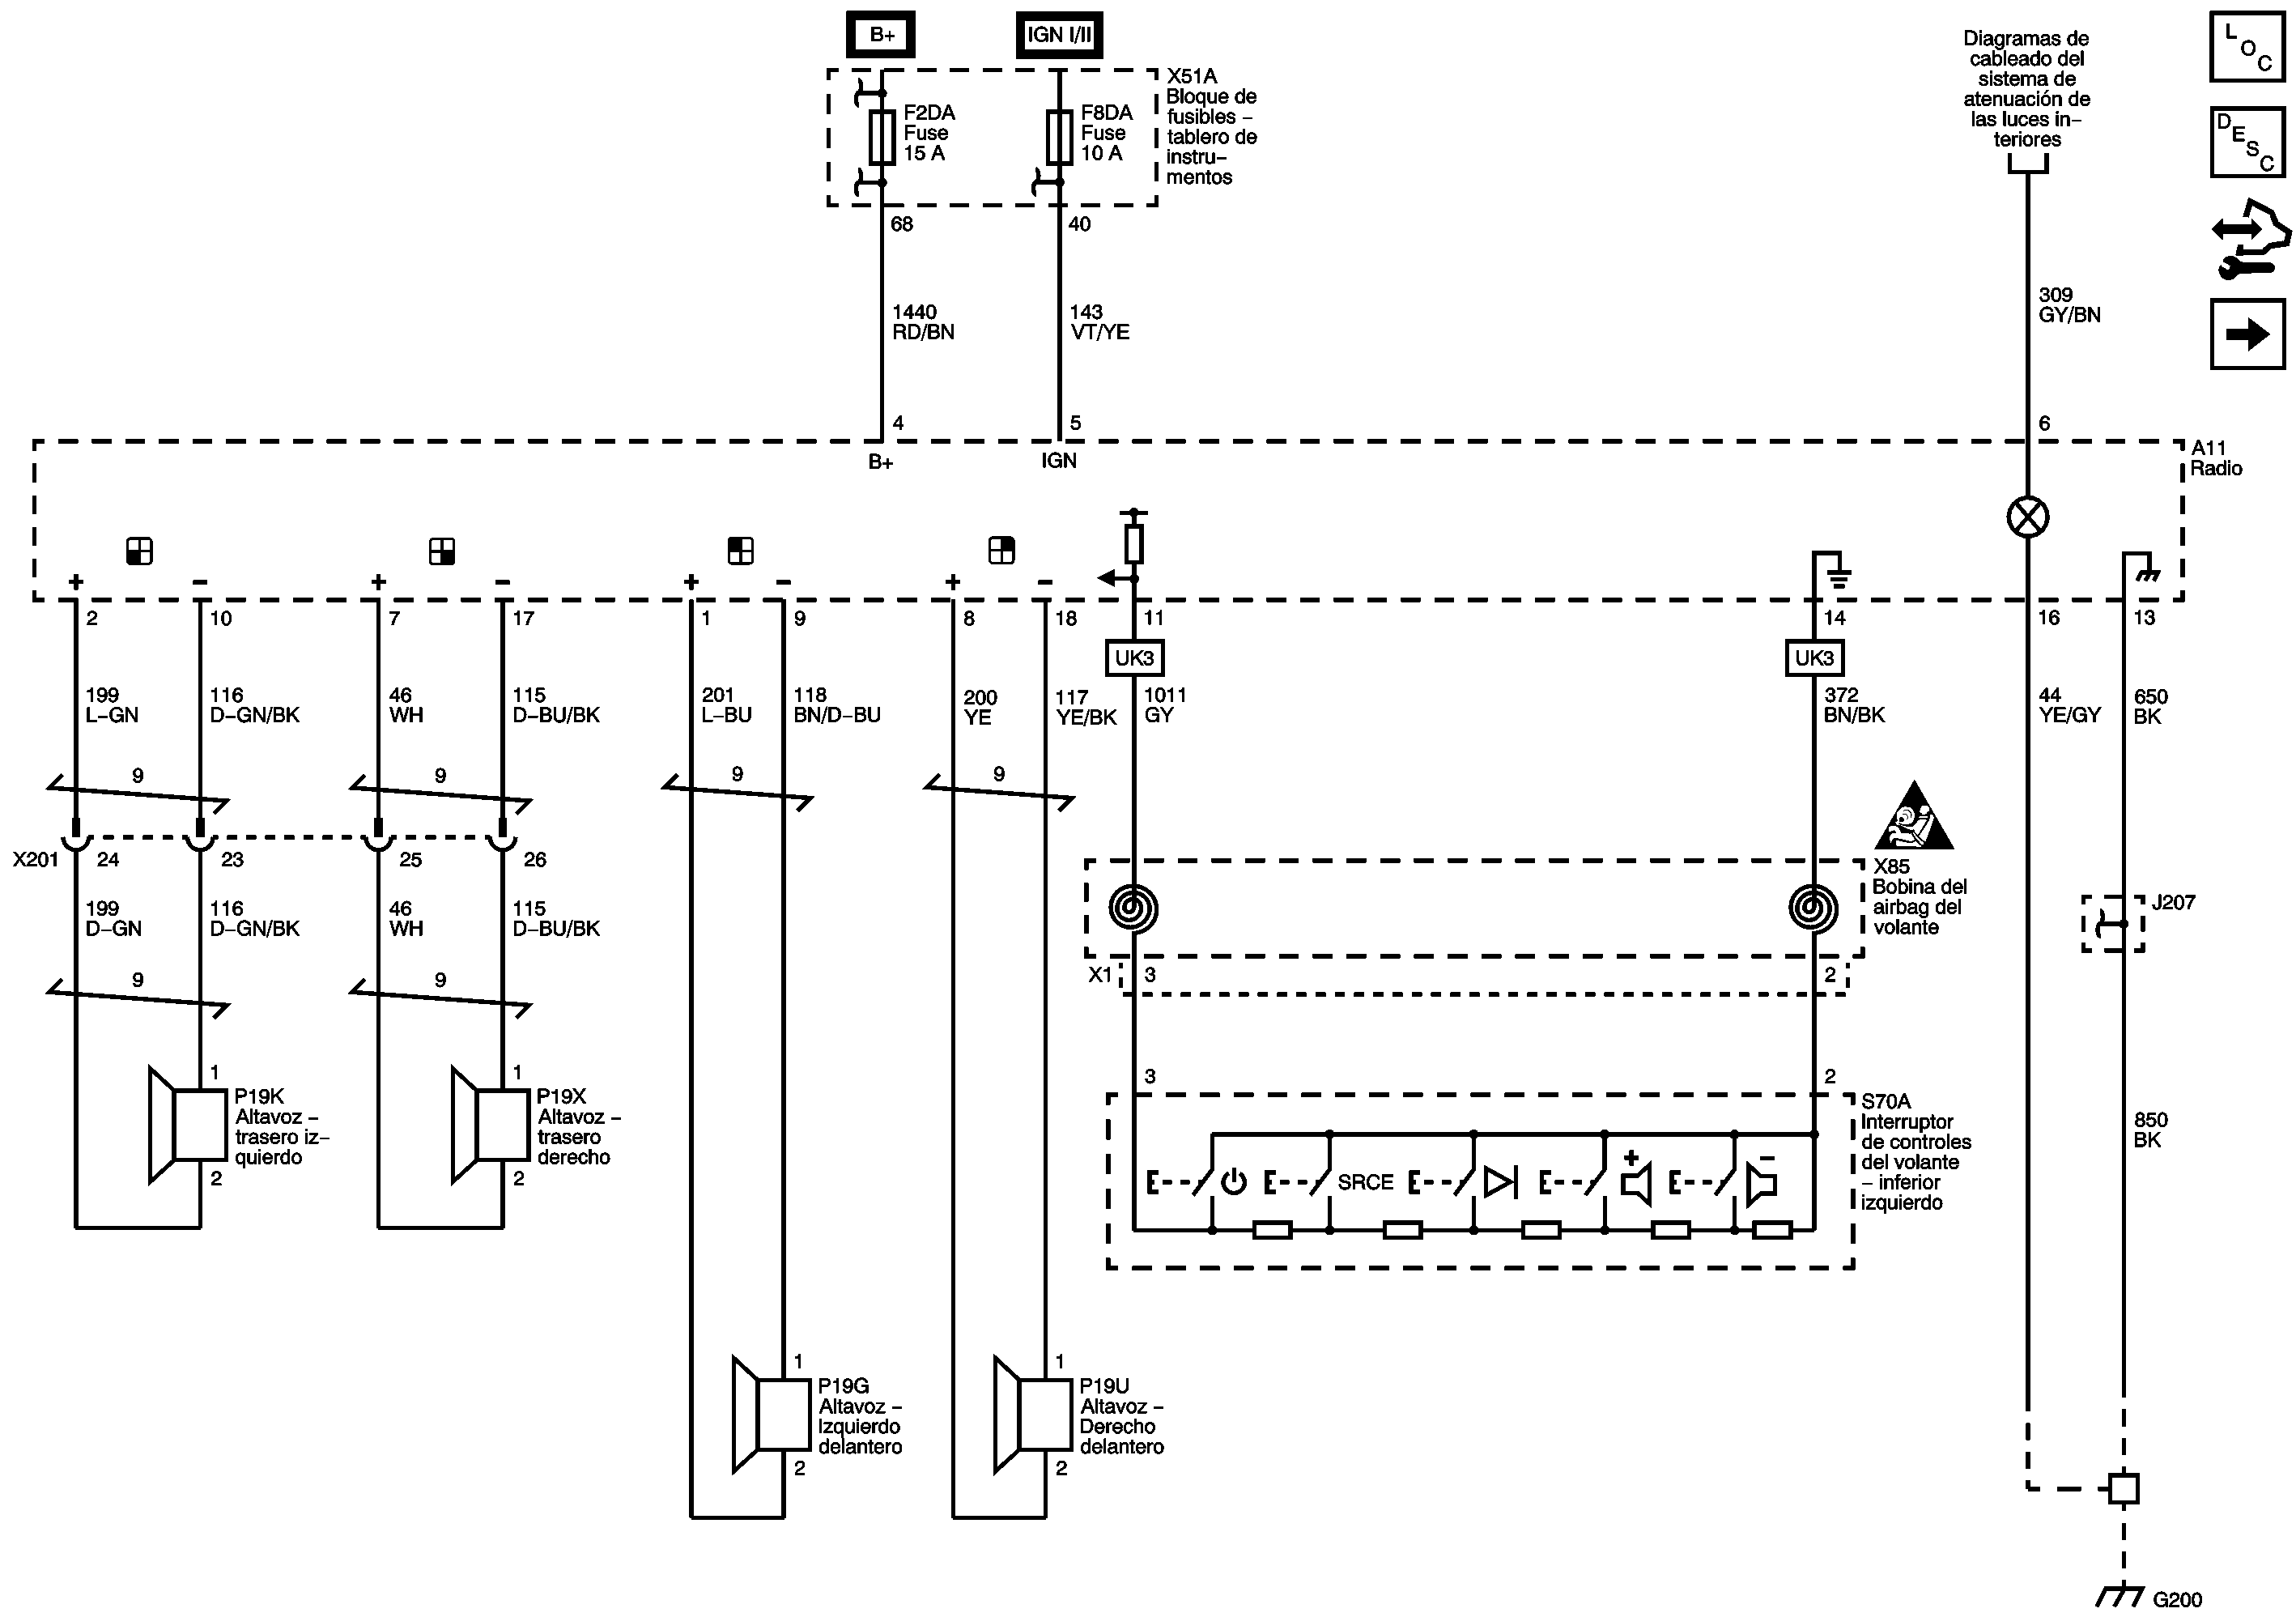 B+
IGN I/II
X51A
Bloque de
fusibles –
tablero de
instru–
mentos
F2DA
Fuse
15 A
F8DA
Fuse
10 A
Diagramas de
cableado del
sistema de
atenuación de
las luces in–
teriores
LOC
DESC
68
40
1440
RD/BN
143
VT/YE
309
GY/BN
4
5
6
B+
IGN
A11
Radio
+
–
+
–
+
–
+
–
2
10
7
17
1
9
8
18
11
14
16
13
UK3
UK3
199
L–GN
116
D–GN/BK
46
WH
115
D–BU/BK
201
L–BU
118
BN/D–BU
200
YE
117
YE/BK
1011
GY
372
BN/BK
44
YE/GY
650
BK
9
9
9
9
X201
24
23
25
26
X85
Bobina del
airbag del
volante
J207
199
D–GN
116
D–GN/BK
46
WH
115
D–BU/BK
9
9
X1
3
2
1
P19K
Altavoz –
trasero iz–
quierdo
2
1
P19X
Altavoz –
trasero
derecho
2
3
2
S70A
Interruptor
de controles
del volante
– inferior
izquierdo
SRCE
+
–
850
BK
1
P19G
Altavoz –
Izquierdo
delantero
2
1
P19U
Altavoz –
Derecho
delantero
2
G200